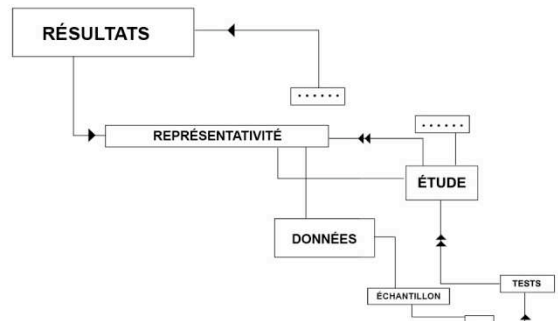 RÉSULTATS
......
REPRÉSENTATIVITÉ
......
ÉTUDE
DONNÉES
TESTS
ÉCHANTILLON